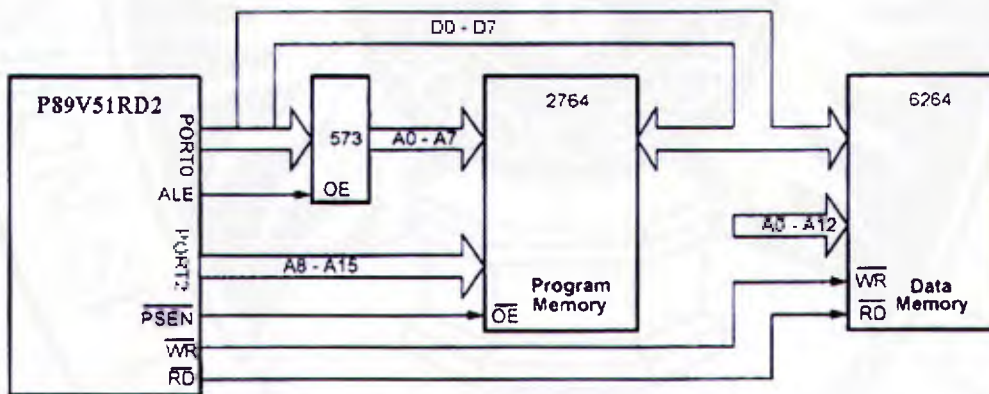 D0 - D7
P89V51RD2
2764
6264
PORT0
573
A0 - A7
ALE
OE
PORT2
A8 - A15
A0 - A12
PSEN
OE
Program
Memory
WR
Data
Memory
RD
WR
RD